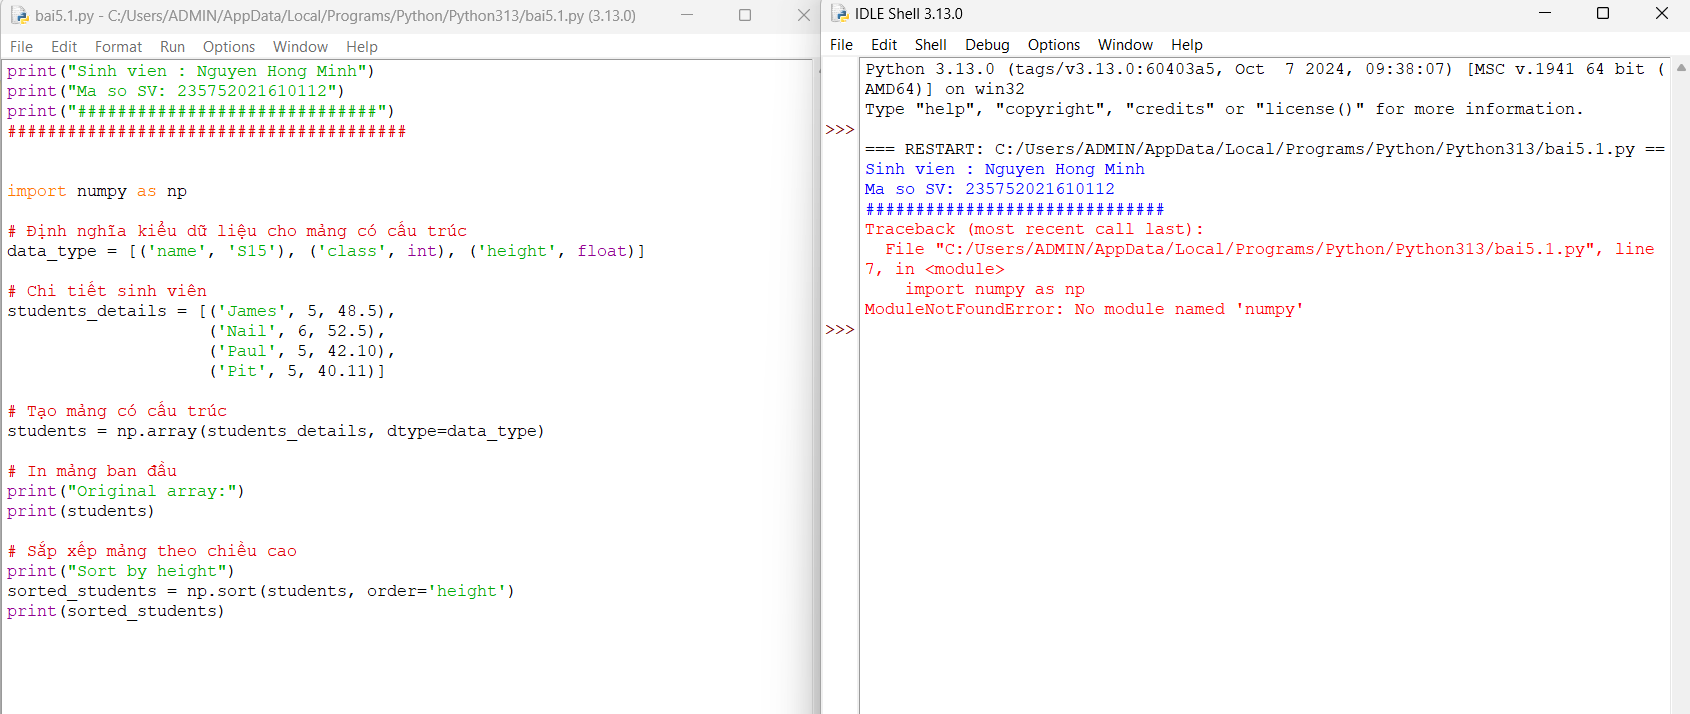 bai5.1.py - C:/Users/ADMIN/AppData/Local/Programs/Python/Python313/bai5.1.py (3.13.0)
File Edit Format Run Options Window Help
print("Sinh vien : Nguyen Hong Minh")
print("Ma so SV: 235752021610112")
print("##############################")
########################################
import numpy as np
# Định nghĩa kiểu dữ liệu cho mảng có cấu trúc
data_type = [('name', 'S15'), ('class', int), ('height', float)]
# Chi tiết sinh viên
students_details = [('James', 5, 48.5),
('Nail', 6, 52.5),
('Paul', 5, 42.10),
('Pit', 5, 40.11)]
# Tạo mảng có cấu trúc
students = np.array(students_details, dtype=data_type)
# In mảng ban đầu
print("Original array:")
print(students)
# Sắp xếp mảng theo chiều cao
print("Sort by height")
sorted_students = np.sort(students, order='height')
print(sorted_students)
IDLE Shell 3.13.0
File Edit Shell Debug Options Window Help
Python 3.13.0 (tags/v3.13.0:60403a5, Oct  7 2024, 09:38:07) [MSC v.1941 64 bit (
AMD64)] on win32
Type "help", "copyright", "credits" or "license()" for more information.
>>>
=== RESTART: C:/Users/ADMIN/AppData/Local/Programs/Python/Python313/bai5.1.py ==
Sinh vien : Nguyen Hong Minh
Ma so SV: 235752021610112
##############################
Traceback (most recent call last):
File "C:/Users/ADMIN/AppData/Local/Programs/Python/Python313/bai5.1.py", line
7, in <module>
import numpy as np
ModuleNotFoundError: No module named 'numpy'
>>>